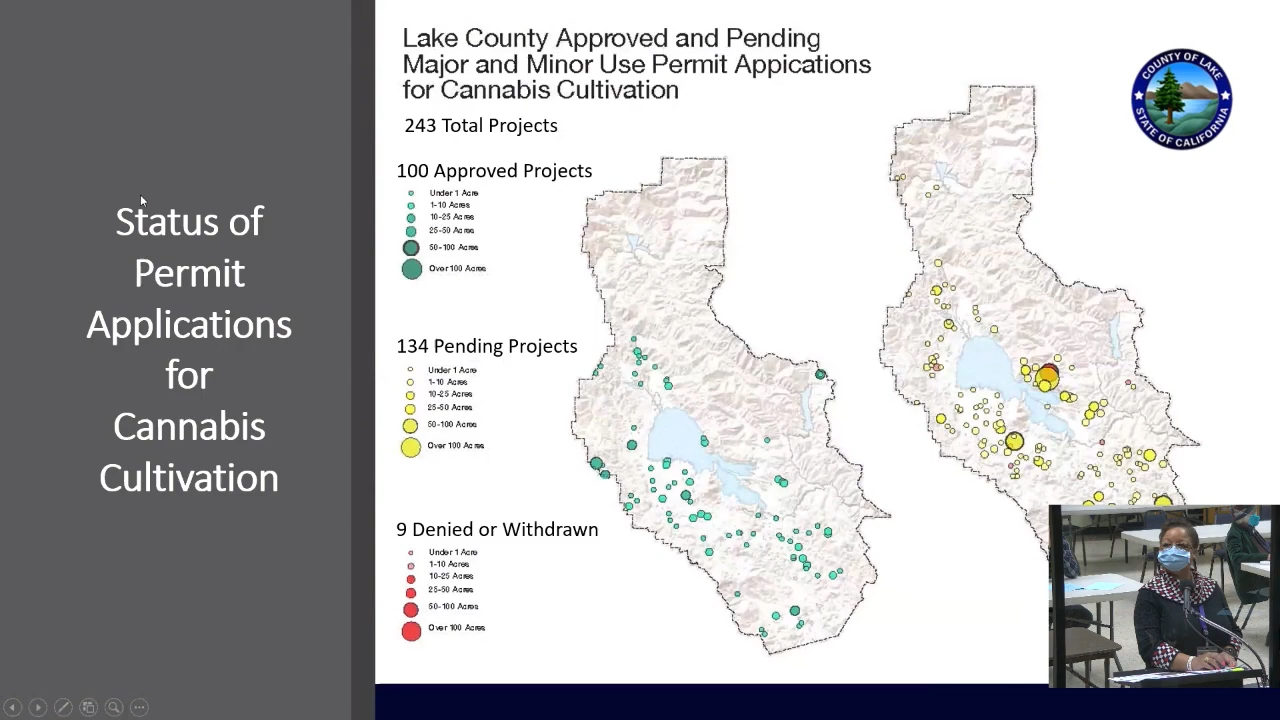 Status of
Permit
Applications
for
Cannabis
Cultivation
Lake County Approved and Pending
Major and Minor Use Permit Appications
for Cannabis Cultivation
243 Total Projects
100 Approved Projects
Under 1 Acre
1-10 Acres
10-25 Acres
25-50 Acres
50-100 Acres
Over 100 Acres
134 Pending Projects
Under 1 Acre
1-10 Acres
10-25 Acres
25-50 Acres
50-100 Acres
Over 100 Acres
9 Denied or Withdrawn
Under 1 Acre
1-10 Acres
10-25 Acres
25-50 Acres
50-100 Acres
Over 100 Acres
COUNTY OF LAKE
STATE OF CALIFORNIA